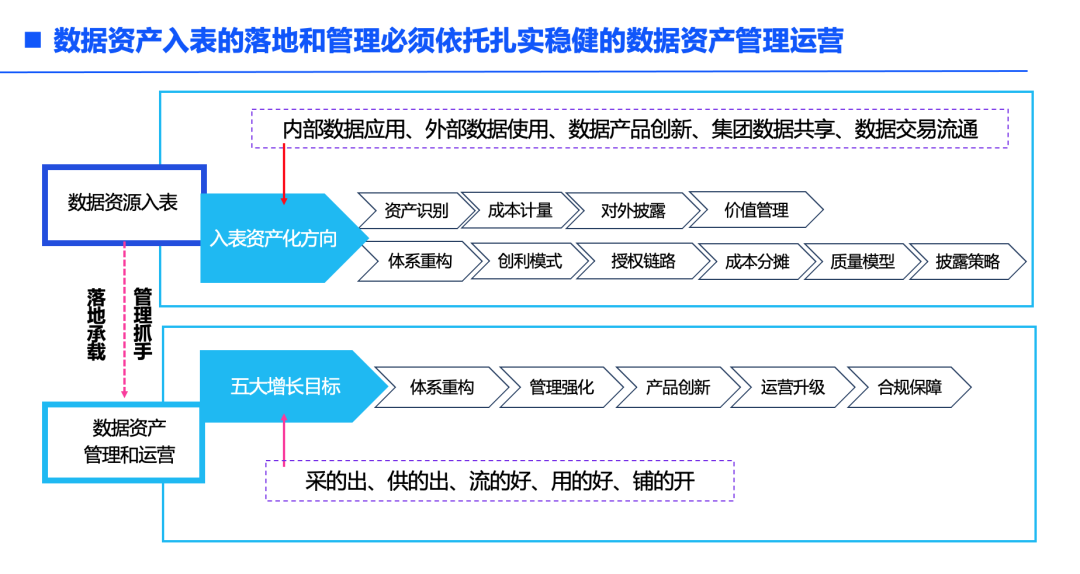 数据资产入表的落地和管理必须依托扎实稳健的数据资产管理运营
内部数据应用、外部数据使用、数据产品创新、集团数据共享、数据交易流通
数据资源入表
入表资产化方向
资产识别
成本计量
对外披露
价值管理
体系重构
创利模式
授权链路
成本分摊
质量模型
披露策略
落地承载
管理抓手
五大增长目标
体系重构
管理强化
产品创新
运营升级
合规保障
数据资产
管理和运营
采的出、供的出、流的好、用的好、铺的开